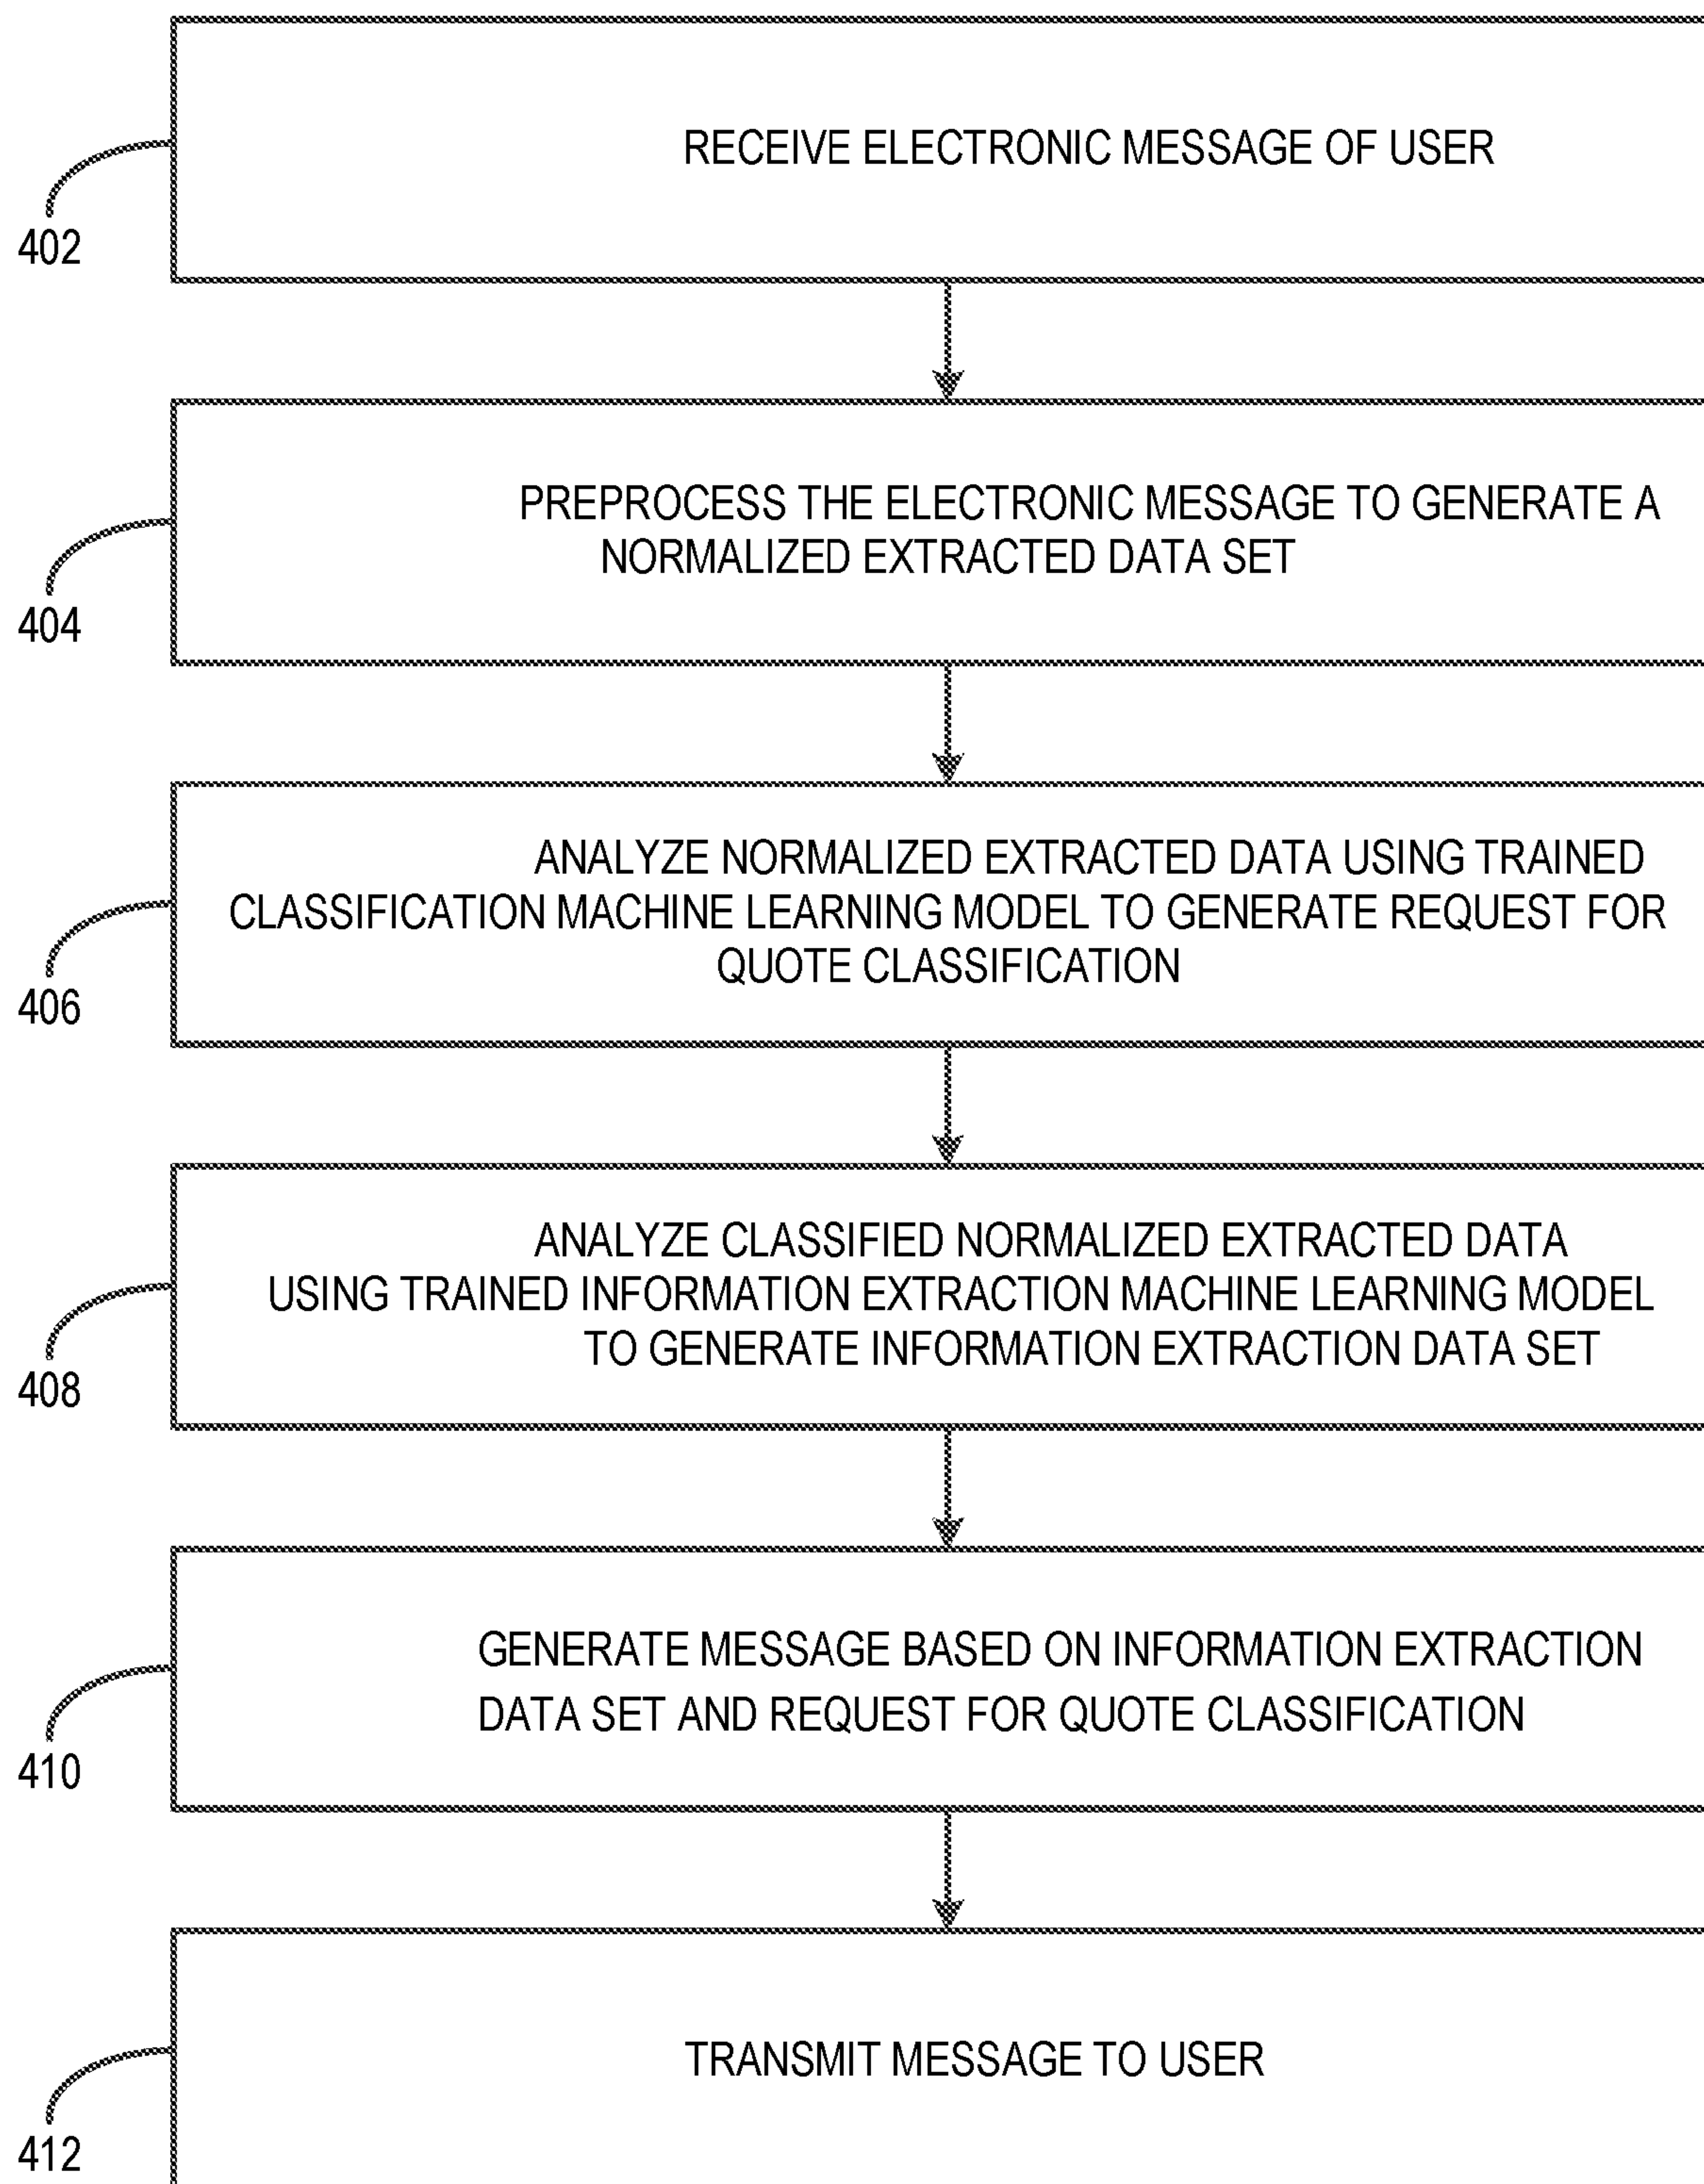 RECEIVE ELECTRONIC MESSAGE OF USER
402
PREPROCESS THE ELECTRONIC MESSAGE TO GENERATE A
NORMALIZED EXTRACTED DATA SET
404
ANALYZE NORMALIZED EXTRACTED DATA USING TRAINED
CLASSIFICATION MACHINE LEARNING MODEL TO GENERATE REQUEST FOR
QUOTE CLASSIFICATION
406
ANALYZE CLASSIFIED NORMALIZED EXTRACTED DATA
USING TRAINED INFORMATION EXTRACTION MACHINE LEARNING MODEL
TO GENERATE INFORMATION EXTRACTION DATA SET
408
GENERATE MESSAGE BASED ON INFORMATION EXTRACTION
DATA SET AND REQUEST FOR QUOTE CLASSIFICATION
410
TRANSMIT MESSAGE TO USER
412